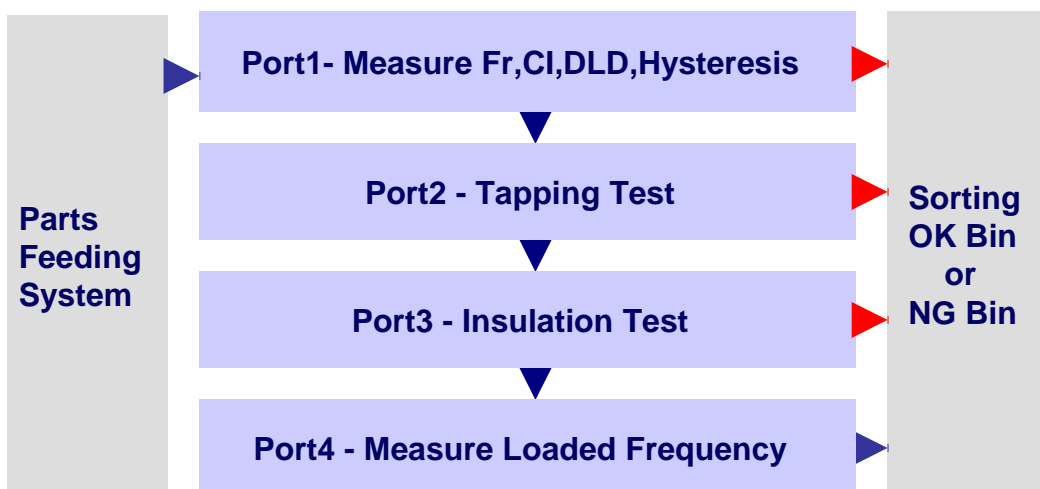 Parts
Feeding
System
Port1- Measure Fr,CI,DLD,Hysteresis
Port2 - Tapping Test
Port3 - Insulation Test
Port4 - Measure Loaded Frequency
Sorting
OK Bin
or
NG Bin